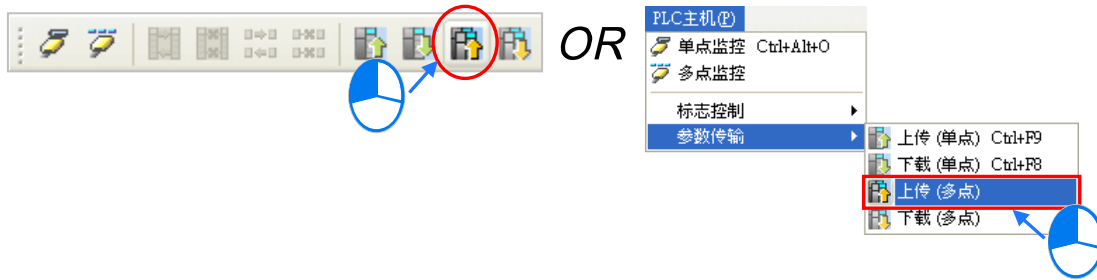 OR
PLC主机(P)
单点监控 Ctrl+Alt+O
多点监控
标志控制
参数传输
上传 (单点) Ctrl+F9
下载 (单点) Ctrl+F8
上传 (多点)
下载 (多点)